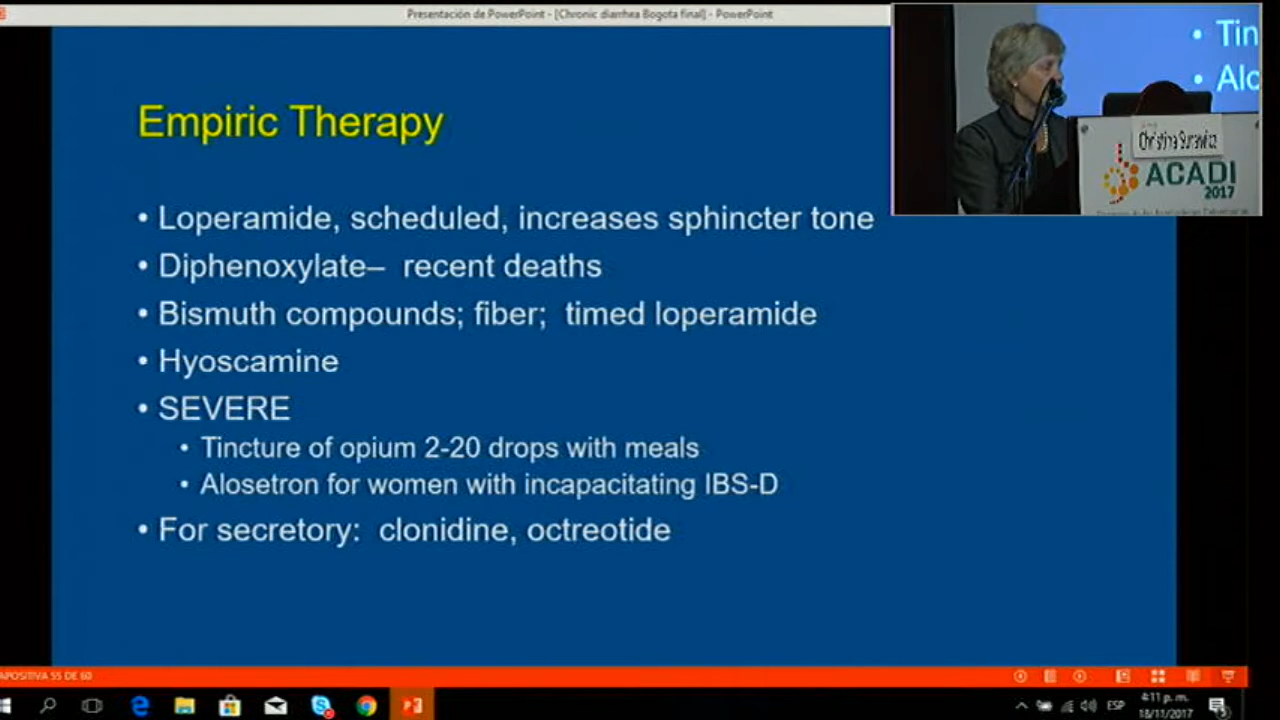 Presentación de PowerPoint - [Chronic diarrhea Bogota final] - PowerPoint
Empiric Therapy
• Loperamide, scheduled, increases sphincter tone
• Diphenoxylate– recent deaths
• Bismuth compounds; fiber; timed loperamide
• Hyoscamine
• SEVERE
• Tincture of opium 2-20 drops with meals
• Alosetron for women with incapacitating IBS-D
• For secretory: clonidine, octreotide
• Tin
• Alo
Christina Surawicz
ACADI
2017
APOSITIVA 55 DE 60
ESP
4:11 p. m.
18/11/2017